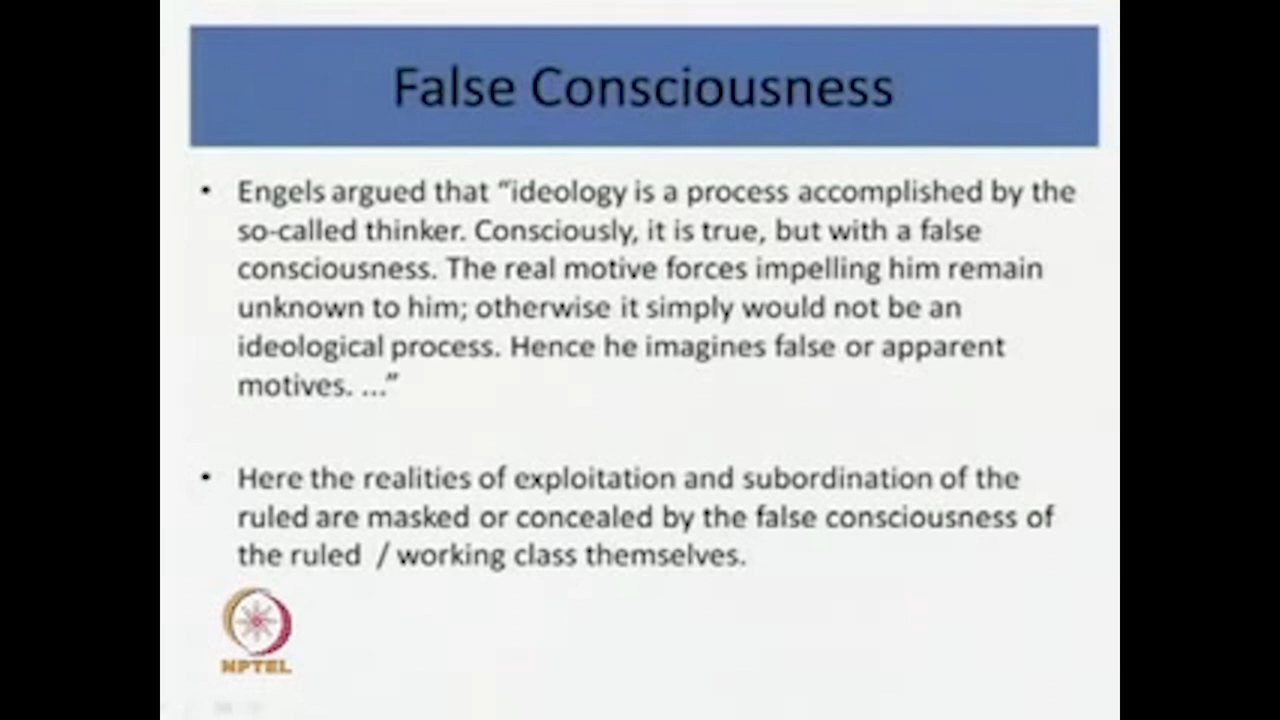 False Consciousness
• Engels argued that “ideology is a process accomplished by the
so-called thinker. Consciously, it is true, but with a false
consciousness. The real motive forces impelling him remain
unknown to him; otherwise it simply would not be an
ideological process. Hence he imagines false or apparent
motives. ...”
• Here the realities of exploitation and subordination of the
ruled are masked or concealed by the false consciousness of
the ruled / working class themselves.
NPTEL